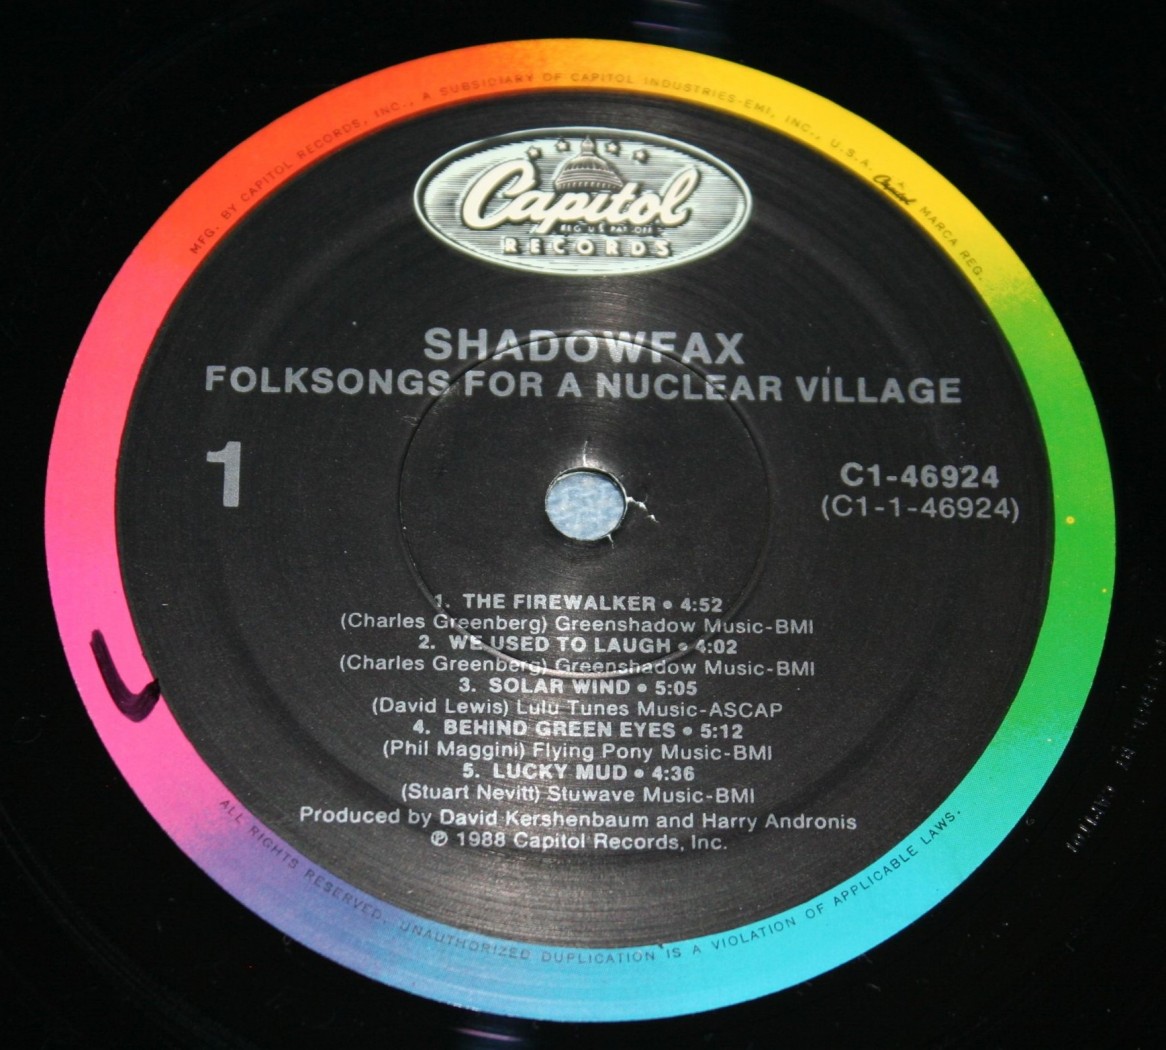 MFG. BY CAPITOL RECORDS, INC., A SUBSIDIARY OF CAPITOL INDUSTRIES-EMI, INC., U.S.A. Capitol MARCA REG.
Capitol
REG. U.S. PAT. OFF.
RECORDS
SHADOWFAX
FOLKSONGS FOR A NUCLEAR VILLAGE
1
C1-46924
(C1-1-46924)
1. THE FIREWALKER • 4:52
(Charles Greenberg) Greenshadow Music-BMI
2. WE USED TO LAUGH • 4:02
(Charles Greenberg) Greenshadow Music-BMI
3. SOLAR WIND • 5:05
(David Lewis) Lulu Tunes Music-ASCAP
4. BEHIND GREEN EYES • 5:12
(Phil Maggini) Flying Pony Music-BMI
5. LUCKY MUD • 4:36
(Stuart Nevitt) Stuwave Music-BMI
Produced by David Kershenbaum and Harry Andronis
℗ 1988 Capitol Records, Inc.
ALL RIGHTS RESERVED. UNAUTHORIZED DUPLICATION IS A VIOLATION OF APPLICABLE LAWS.